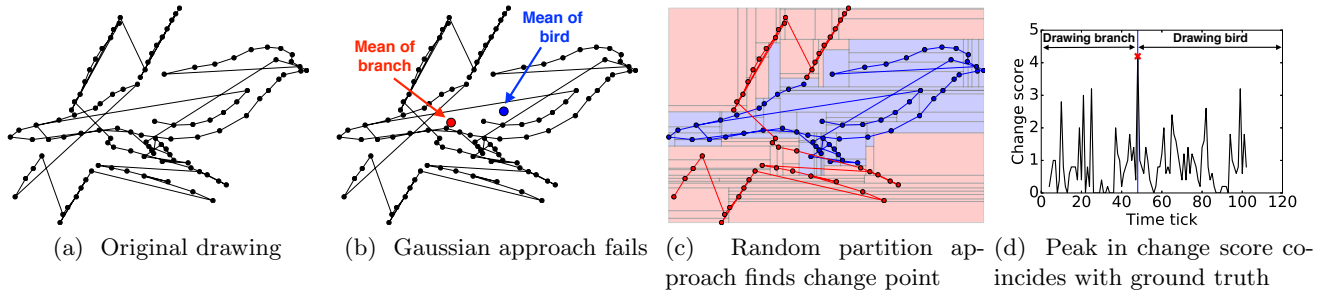 Mean of
branch
Mean of
bird
5
4
3
2
1
0
Change score
Drawing branch
Drawing bird
0 20 40 60 80 100 120
Time tick
(a) Original drawing
(b) Gaussian approach fails
(c) Random partition ap-
proach finds change point
(d) Peak in change score co-
incides with ground truth